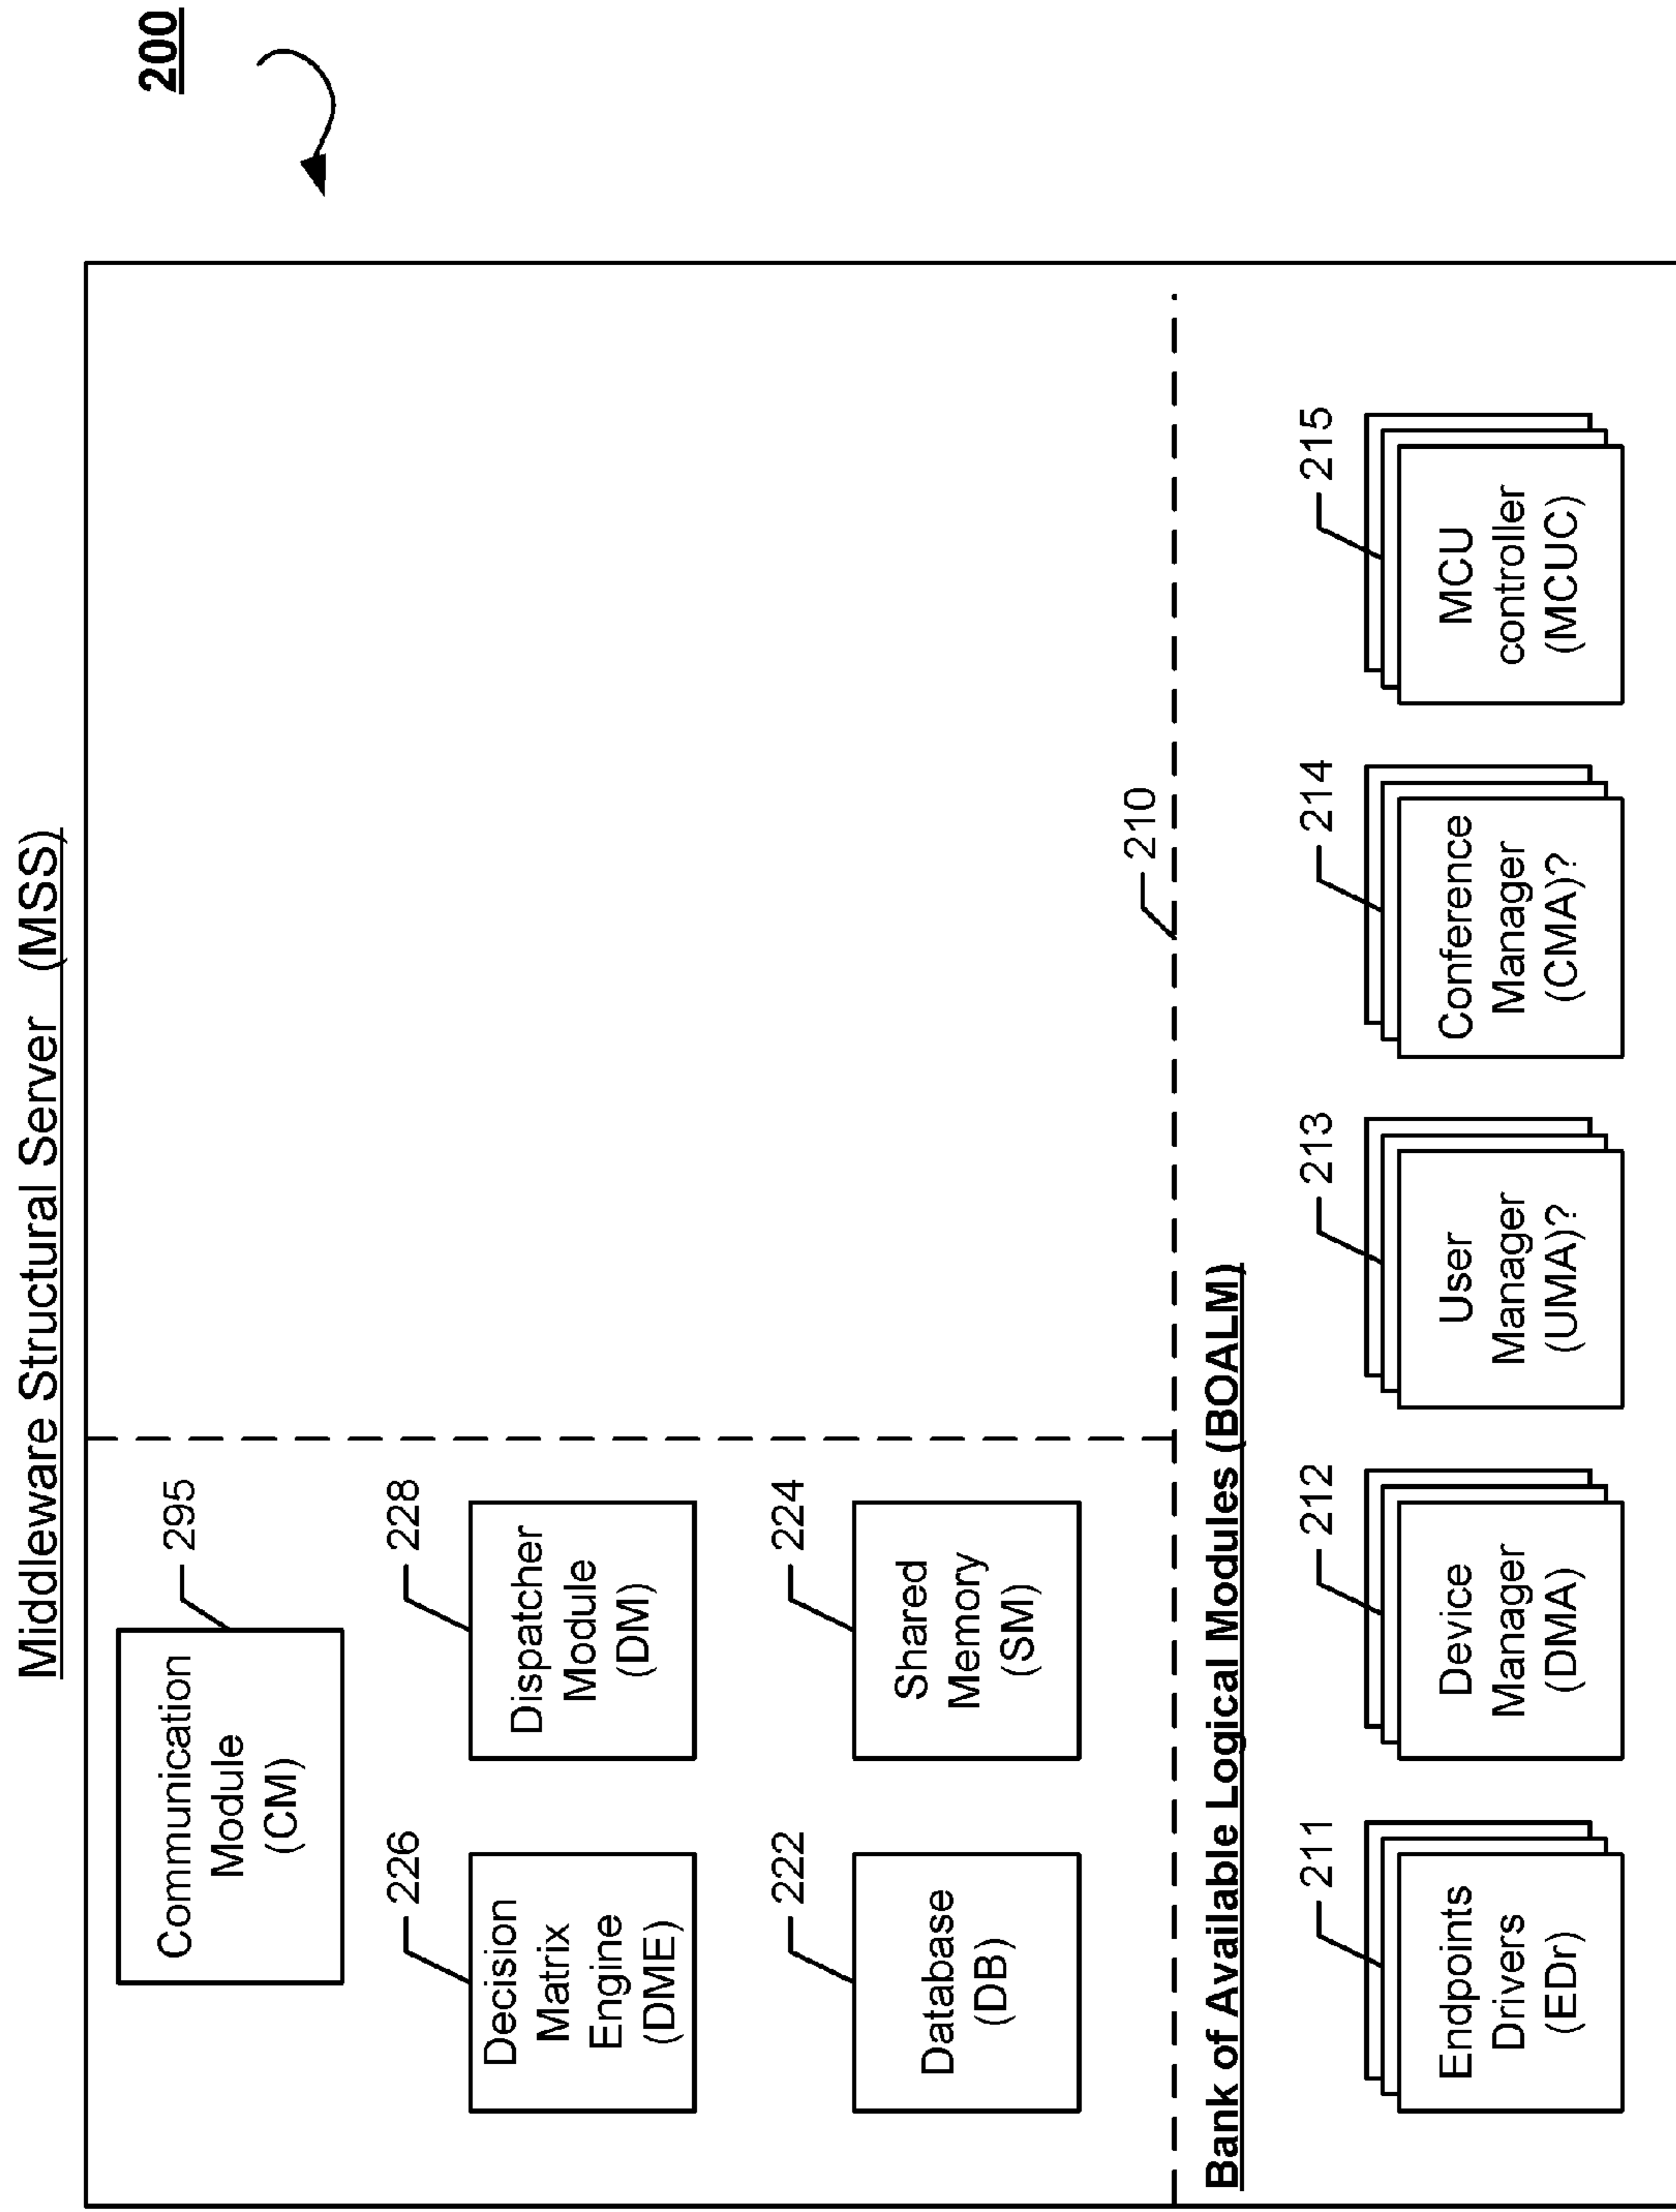 Middleware Structural Server (MSS)
200
Communication
Module
(CM)
295
Decision
Matrix
Engine
(DME)
226
Dispatcher
Module
(DM)
228
Database
(DB)
222
Shared
Memory
(SM)
224
210
Bank of Available Logical Modules (BOALM)
Endpoints
Drivers
(EDr)
211
Device
Manager
(DMA)
212
User
Manager
(UMA)?
213
Conference
Manager
(CMA)?
214
MCU
controller
(MCUC)
215